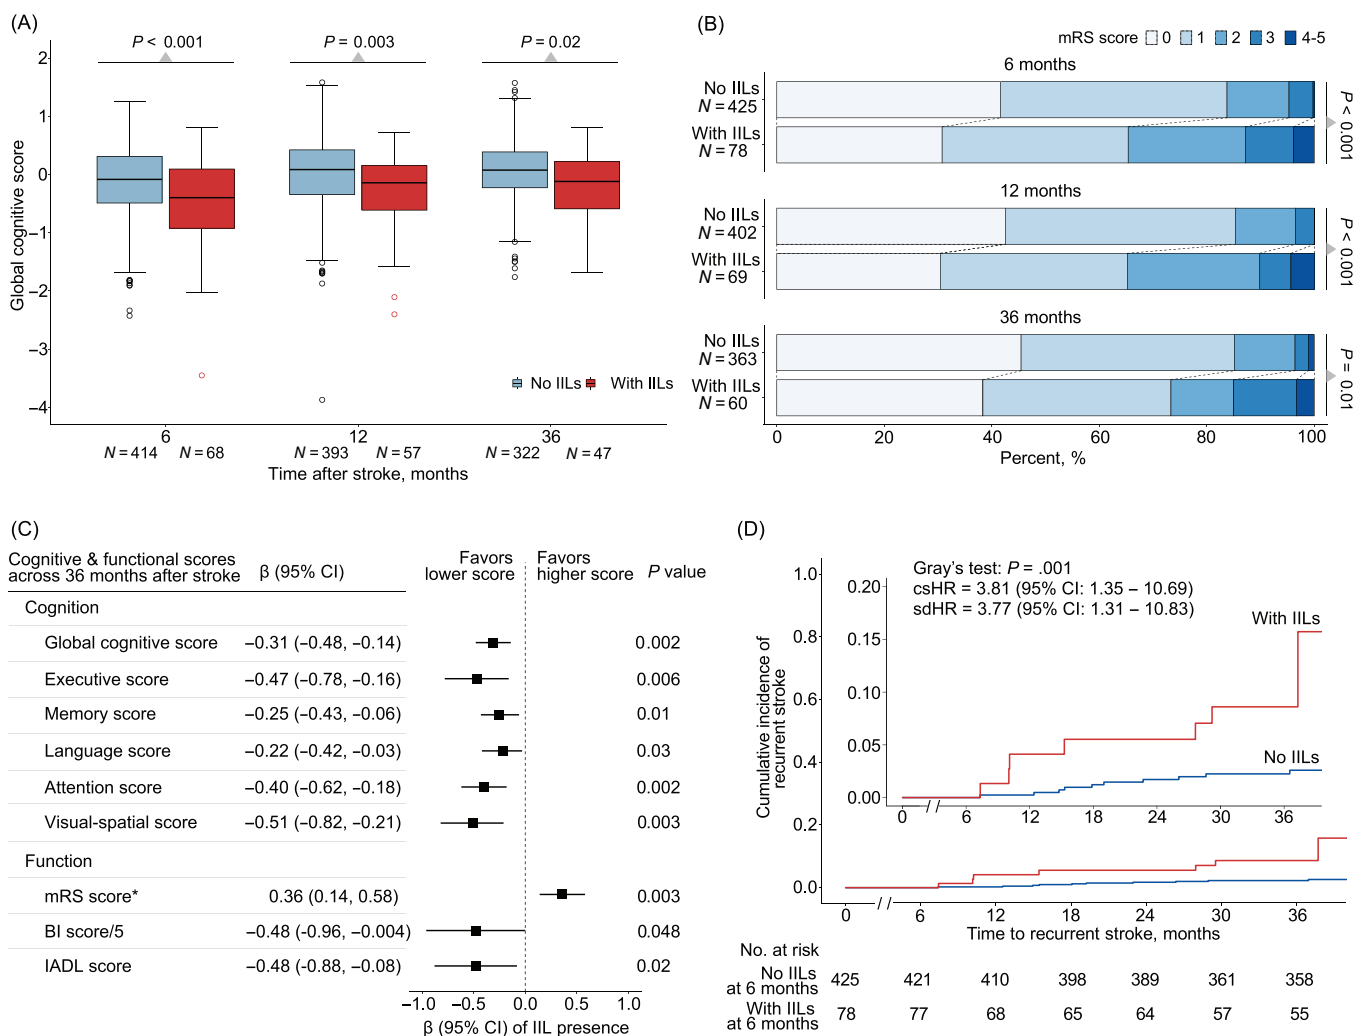 (A)
P < 0.001
P = 0.003
P = 0.02
Global cognitive score
2
1
0
−1
−2
−3
−4
No IILs
With IILs
6
12
36
N = 414
N = 68
N = 393
N = 57
N = 322
N = 47
Time after stroke, months
(B)
mRS score 0 1 2 3 4-5
6 months
No IILs
N = 425
With IILs
N = 78
P < 0.001
12 months
No IILs
N = 402
With IILs
N = 69
P < 0.001
36 months
No IILs
N = 363
With IILs
N = 60
P = 0.01
0 20 40 60 80 100
Percent, %
(C)
Cognitive & functional scores
across 36 months after stroke
β (95% CI)
Favors
lower score
Favors
higher score
P value
Cognition
Global cognitive score −0.31 (−0.48, −0.14) 0.002
Executive score −0.47 (−0.78, −0.16) 0.006
Memory score −0.25 (−0.43, −0.06) 0.01
Language score −0.22 (−0.42, −0.03) 0.03
Attention score −0.40 (−0.62, −0.18) 0.002
Visual-spatial score −0.51 (−0.82, −0.21) 0.003
Function
mRS score* 0.36 (0.14, 0.58) 0.003
BI score/5 −0.48 (-0.96, −0.004) 0.048
IADL score −0.48 (-0.88, −0.08) 0.02
−1.0 −0.5 0.0 0.5 1.0
β (95% CI) of IIL presence
(D)
Cumulative incidence of
recurrent stroke
1.0
0.8
0.6
0.4
0.2
0.0
Gray's test: P = .001
csHR = 3.81 (95% CI: 1.35 – 10.69)
sdHR = 3.77 (95% CI: 1.31 – 10.83)
0.20
0.15
0.10
0.05
0.00
With IILs
No IILs
0 // 6 12 18 24 30 36
0 // 6 12 18 24 30 36
Time to recurrent stroke, months
No. at risk
No IILs
at 6 months
425 421 410 398 389 361 358
With IILs
at 6 months
78 77 68 65 64 57 55